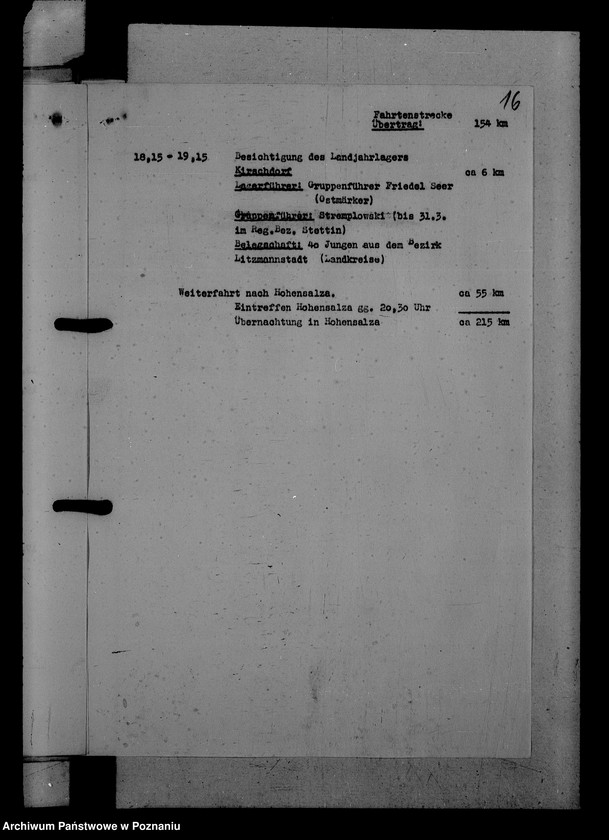 16
Fahrtenstrecke
Übertrag: 154 km
18,15 - 19,15 Besichtigung des Landjahrlagers
Kirschdorf ca 6 km
Lagerführer: Gruppenführer Friedel Seer
(Ostmärker)
Gruppenführer: Stremplowski (bis 31.3.
im Reg.Bez. Stettin)
Belegschaft: 40 Jungen aus dem Bezirk
Litzmannstadt (Landkreise)
Weiterfahrt nach Hohensalza. ca 55 km
Eintreffen Hohensalza gg. 20,30 Uhr
Übernachtung in Hohensalza ca 215 km
Archiwum Państwowe w Poznaniu